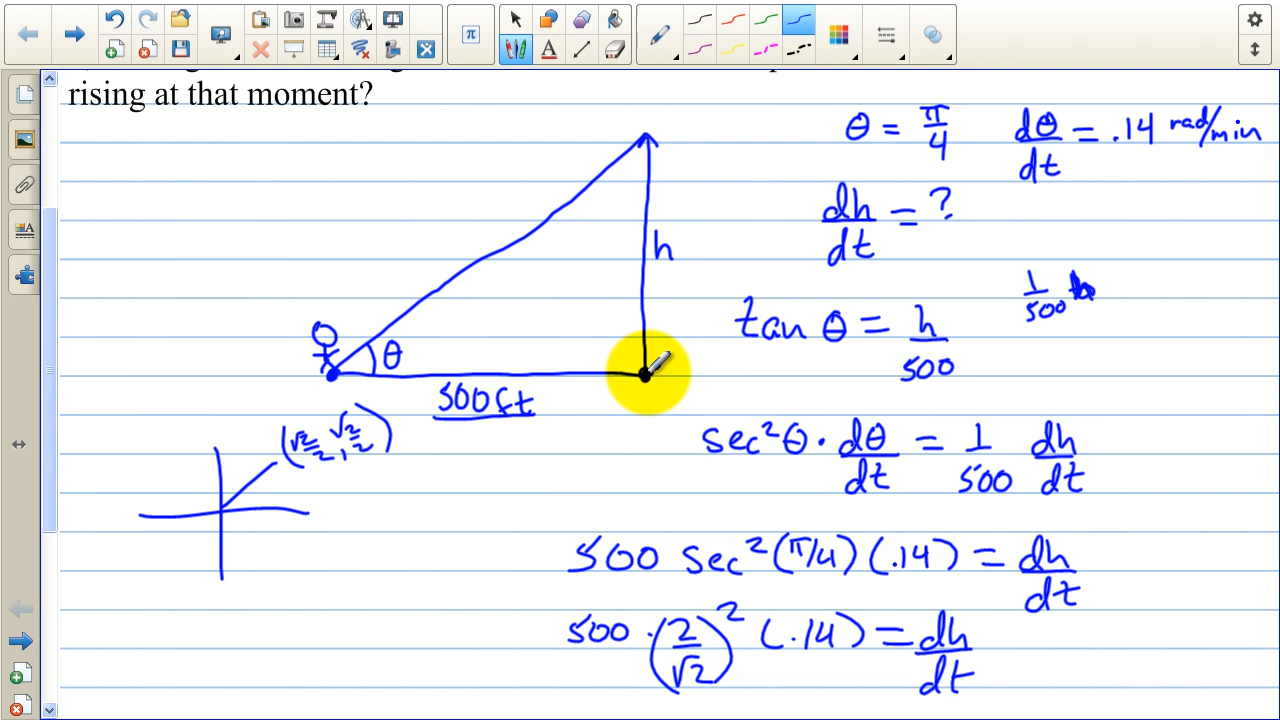 rising at that moment?
θ = π/4 dθ/dt = .14 rad/min
dh/dt = ?
h
1/500
tan θ = h/500
θ
500ft
(√2/2, √2/2)
sec²θ · dθ/dt = 1/500 dh/dt
500 sec²(π/4)(.14) = dh/dt
500 · (2/√2)² (.14) = dh/dt